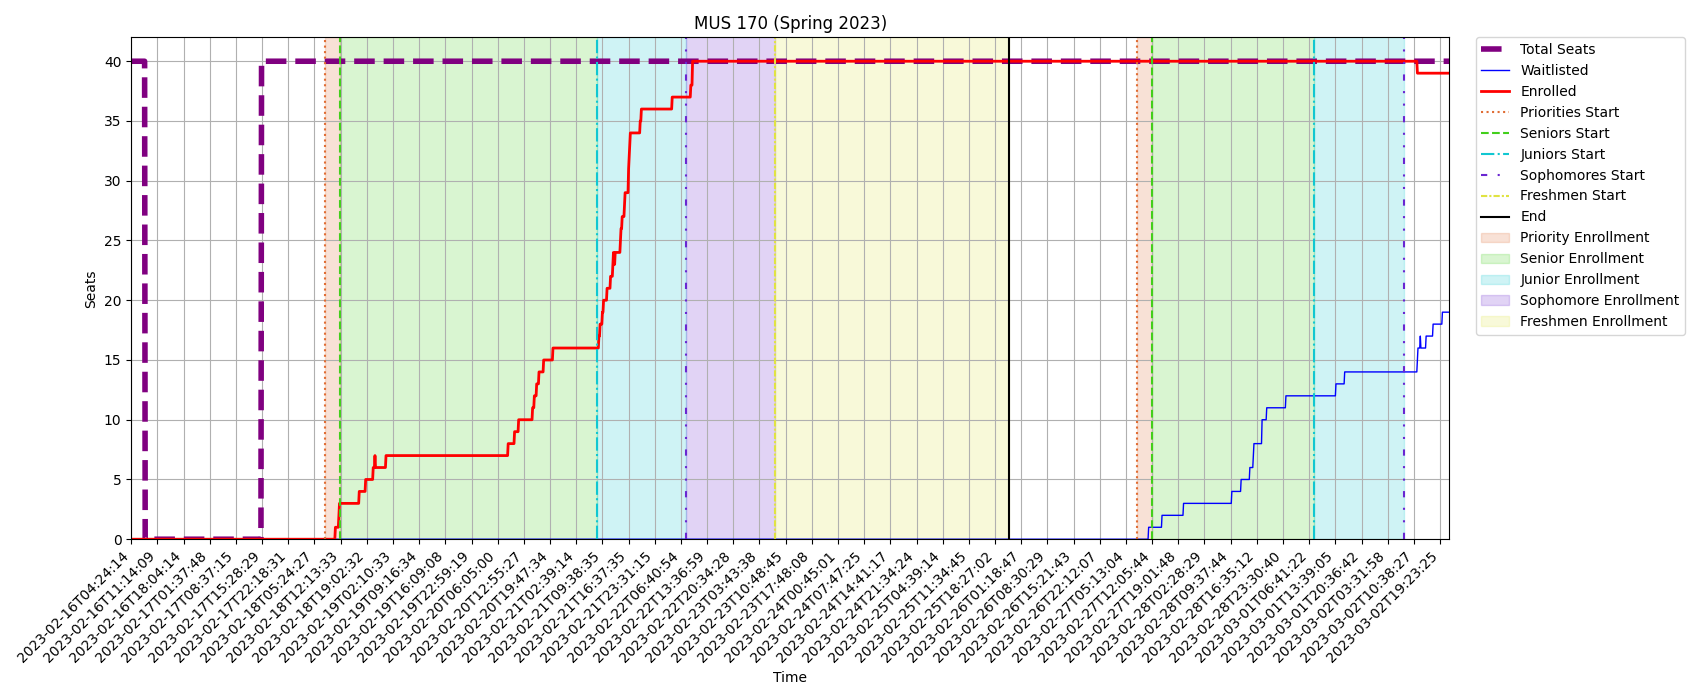 MUS 170 (Spring 2023)
Seats
40
35
30
25
20
15
10
5
0
2023-02-16T04:24:14
2023-02-16T11:14:09
2023-02-16T18:04:14
2023-02-17T01:37:48
2023-02-17T08:37:15
2023-02-17T15:28:29
2023-02-17T22:18:31
2023-02-18T05:24:27
2023-02-18T12:13:33
2023-02-18T19:02:32
2023-02-19T02:10:33
2023-02-19T09:16:34
2023-02-19T16:09:08
2023-02-19T22:59:19
2023-02-20T06:05:00
2023-02-20T12:55:27
2023-02-20T19:47:34
2023-02-21T02:39:14
2023-02-21T09:38:35
2023-02-21T16:37:35
2023-02-21T23:31:15
2023-02-22T06:40:54
2023-02-22T13:36:59
2023-02-22T20:34:28
2023-02-23T03:43:38
2023-02-23T10:48:45
2023-02-23T17:48:08
2023-02-24T00:45:01
2023-02-24T07:47:25
2023-02-24T14:41:17
2023-02-24T21:34:24
2023-02-25T04:39:14
2023-02-25T11:34:45
2023-02-25T18:27:02
2023-02-26T01:18:47
2023-02-26T08:30:29
2023-02-26T15:21:43
2023-02-26T22:12:07
2023-02-27T05:13:04
2023-02-27T12:05:44
2023-02-27T19:01:48
2023-02-28T02:28:29
2023-02-28T09:37:44
2023-02-28T16:35:12
2023-02-28T23:30:40
2023-03-01T06:41:22
2023-03-01T13:39:05
2023-03-01T20:36:42
2023-03-02T03:31:58
2023-03-02T10:38:27
2023-03-02T19:23:25
Time
Total Seats
Waitlisted
Enrolled
Priorities Start
Seniors Start
Juniors Start
Sophomores Start
Freshmen Start
End
Priority Enrollment
Senior Enrollment
Junior Enrollment
Sophomore Enrollment
Freshmen Enrollment